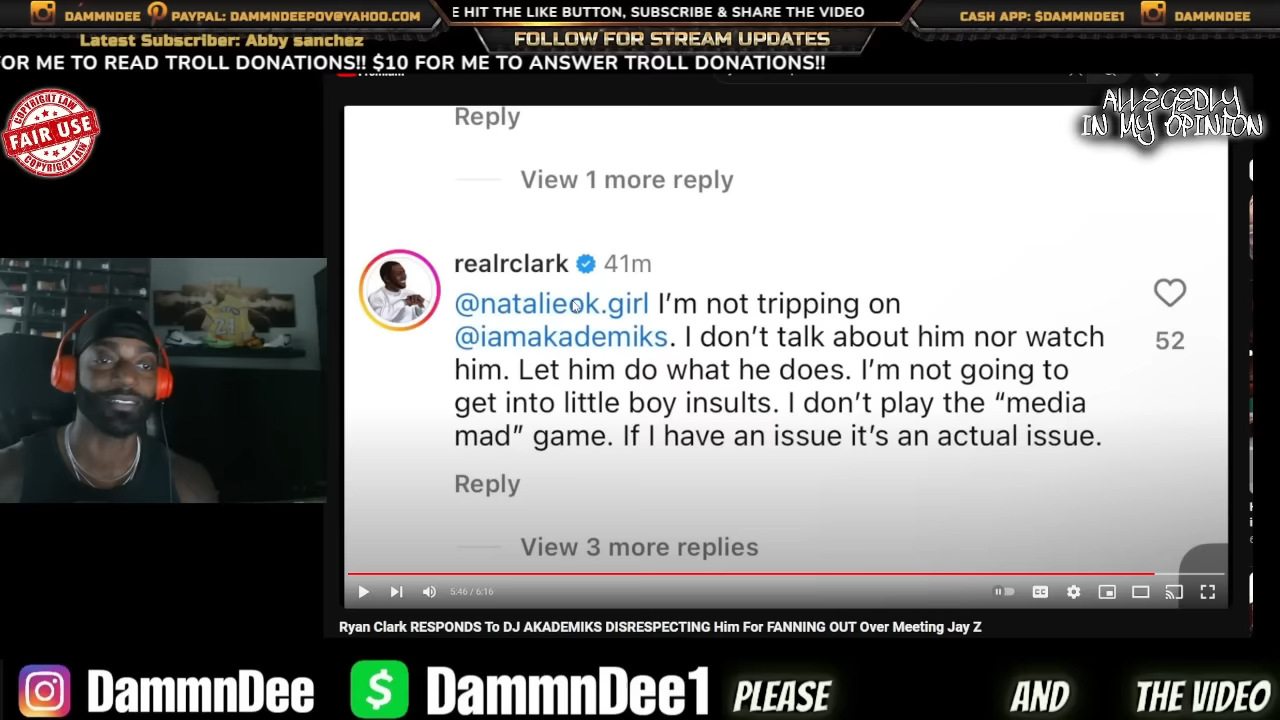 DAMMNDEE PAYPAL: DAMMNDEEPOV@YAHOO.COM
E HIT THE LIKE BUTTON, SUBSCRIBE & SHARE THE VIDEO
CASH APP: $DAMMNDEE1 DAMMNDEE
Latest Subscriber: Abby sanchez
FOLLOW FOR STREAM UPDATES
FOR ME TO READ TROLL DONATIONS!! $10 FOR ME TO ANSWER TROLL DONATIONS!!
COPYRIGHT LAW
FAIR USE
COPYRIGHT LAW
ALLEGEDLY
IN MY OPINION
Reply
View 1 more reply
realrclark 41m
@natalieok.girl I’m not tripping on
@iamakademiks. I don’t talk about him nor watch
him. Let him do what he does. I’m not going to
get into little boy insults. I don’t play the “media
mad” game. If I have an issue it’s an actual issue.
52
Reply
View 3 more replies
24
5:46 / 6:16
CC
Ryan Clark RESPONDS To DJ AKADEMIKS DISRESPECTING Him For FANNING OUT Over Meeting Jay Z
DammnDee
$ DammnDee1
PLEASE AND THE VIDEO